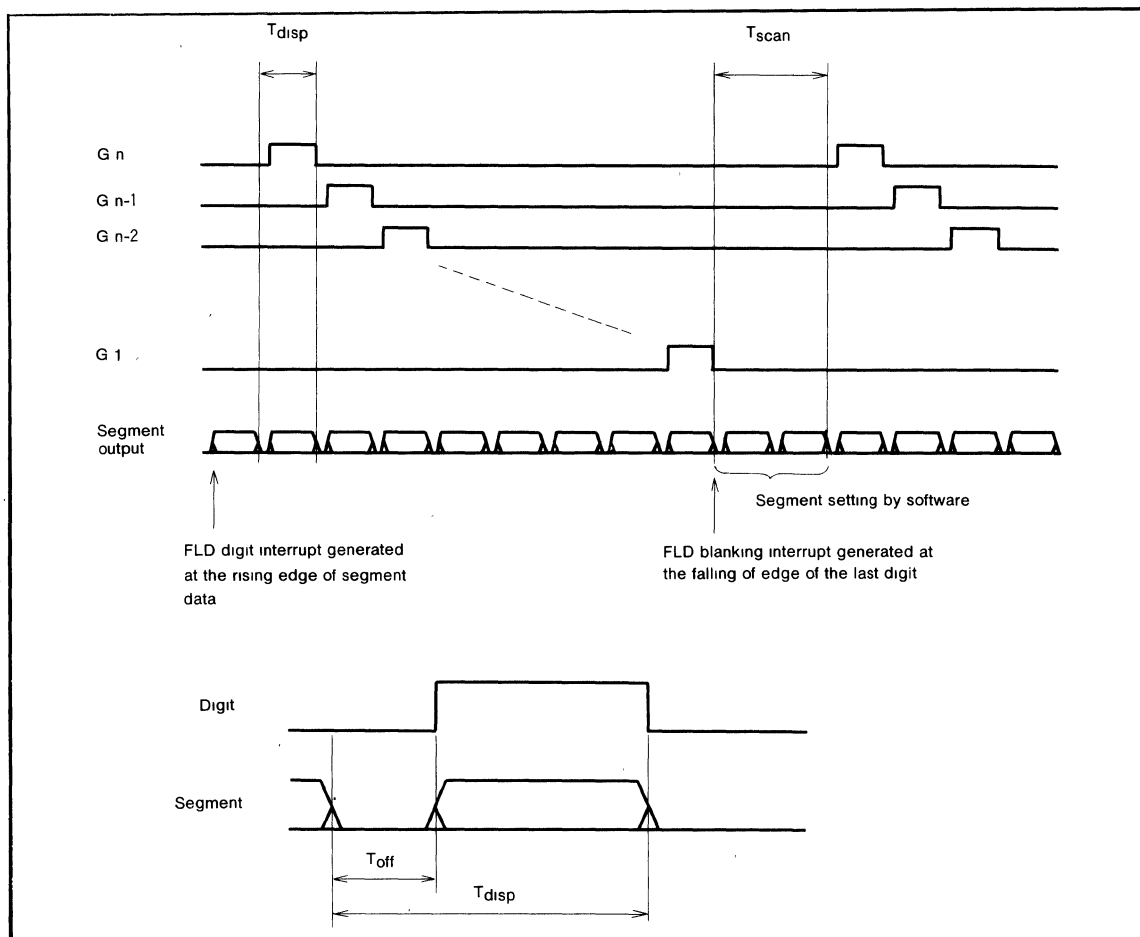 Tdisp
Tscan
G n
G n-1
G n-2
G 1
Segment
output
Segment setting by software
FLD digit interrupt generated
at the rising edge of segment
data
FLD blanking interrupt generated at
the falling of edge of the last digit
Digit
Segment
Toff
Tdisp